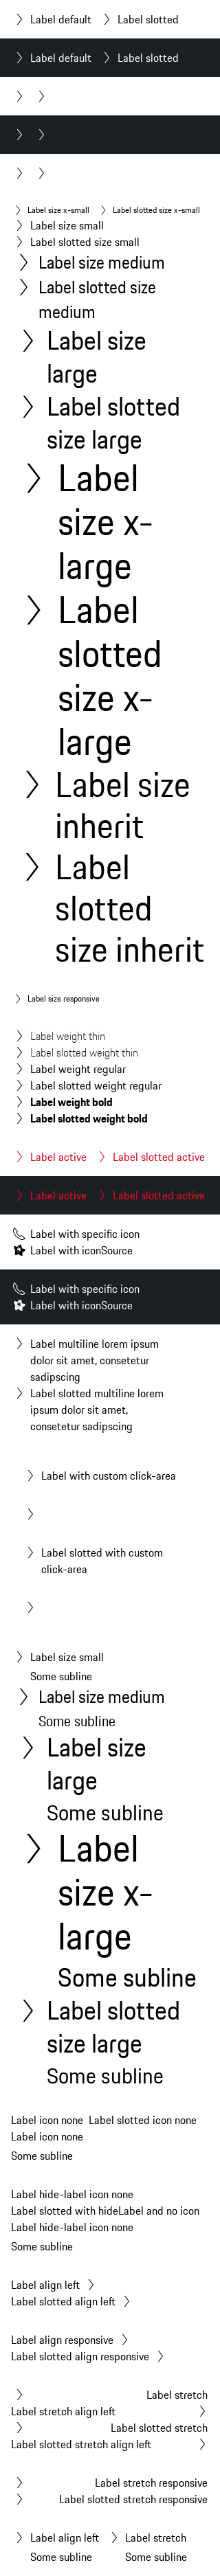 Label default Label slotted
Label default Label slotted
Label size x-small Label slotted size x-small
Label size small
Label slotted size small
Label size medium
Label slotted size
medium
Label size
large
Label slotted
size large
Label
size x-
large
Label
slotted
size x-
large
Label size
inherit
Label
slotted
size inherit
Label size responsive
Label weight thin
Label slotted weight thin
Label weight regular
Label slotted weight regular
Label weight bold
Label slotted weight bold
Label active Label slotted active
Label active Label slotted active
Label with specific icon
Label with iconSource
Label with specific icon
Label with iconSource
Label multiline lorem ipsum
dolor sit amet, consetetur
sadipscing
Label slotted multiline lorem
ipsum dolor sit amet,
consetetur sadipscing
Label with custom click-area
Label slotted with custom
click-area
Label size small
Some subline
Label size medium
Some subline
Label size
large
Some subline
Label
size x-
large
Some subline
Label slotted
size large
Some subline
Label icon none Label slotted icon none
Label icon none
Some subline
Label hide-label icon none
Label slotted with hideLabel and no icon
Label hide-label icon none
Some subline
Label align left
Label slotted align left
Label align responsive
Label slotted align responsive
Label stretch
Label stretch align left
Label slotted stretch
Label slotted stretch align left
Label stretch responsive
Label slotted stretch responsive
Label align left Label stretch
Some subline Some subline